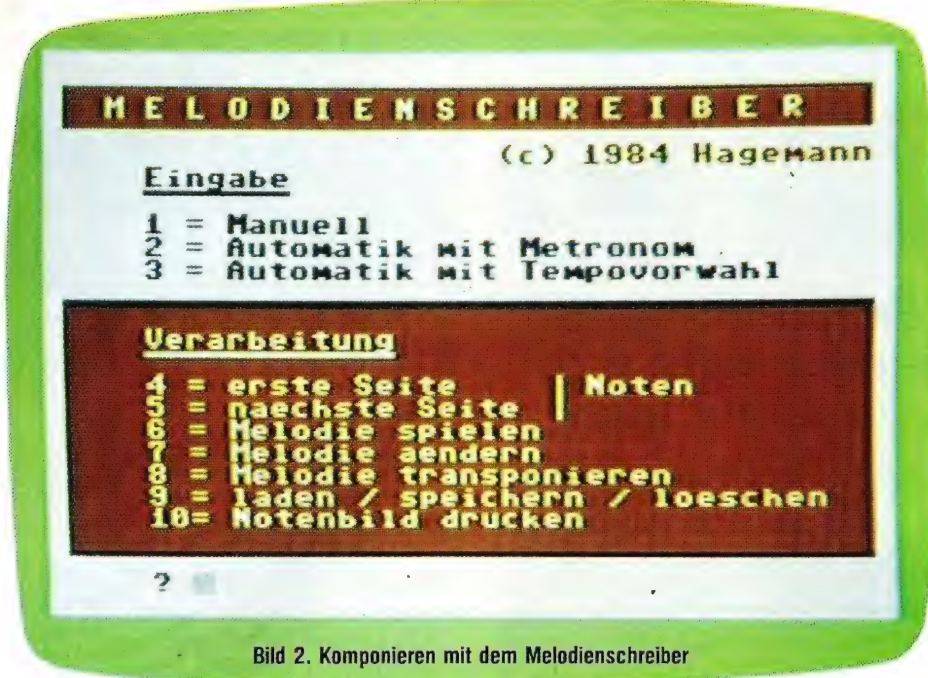 MELODIENSCHREIBER
(c) 1984 Hagemann
Eingabe
1 = Manuell
2 = Automatik mit Metronom
3 = Automatik mit Tempovorwahl
Verarbeitung
4 = erste Seite | Noten
5 = naechste Seite |
6 = Melodie spielen
7 = Melodie aendern
8 = Melodie transponieren
9 = laden / speichern / loeschen
10= Notenbild drucken
?
Bild 2. Komponieren mit dem Melodienschreiber